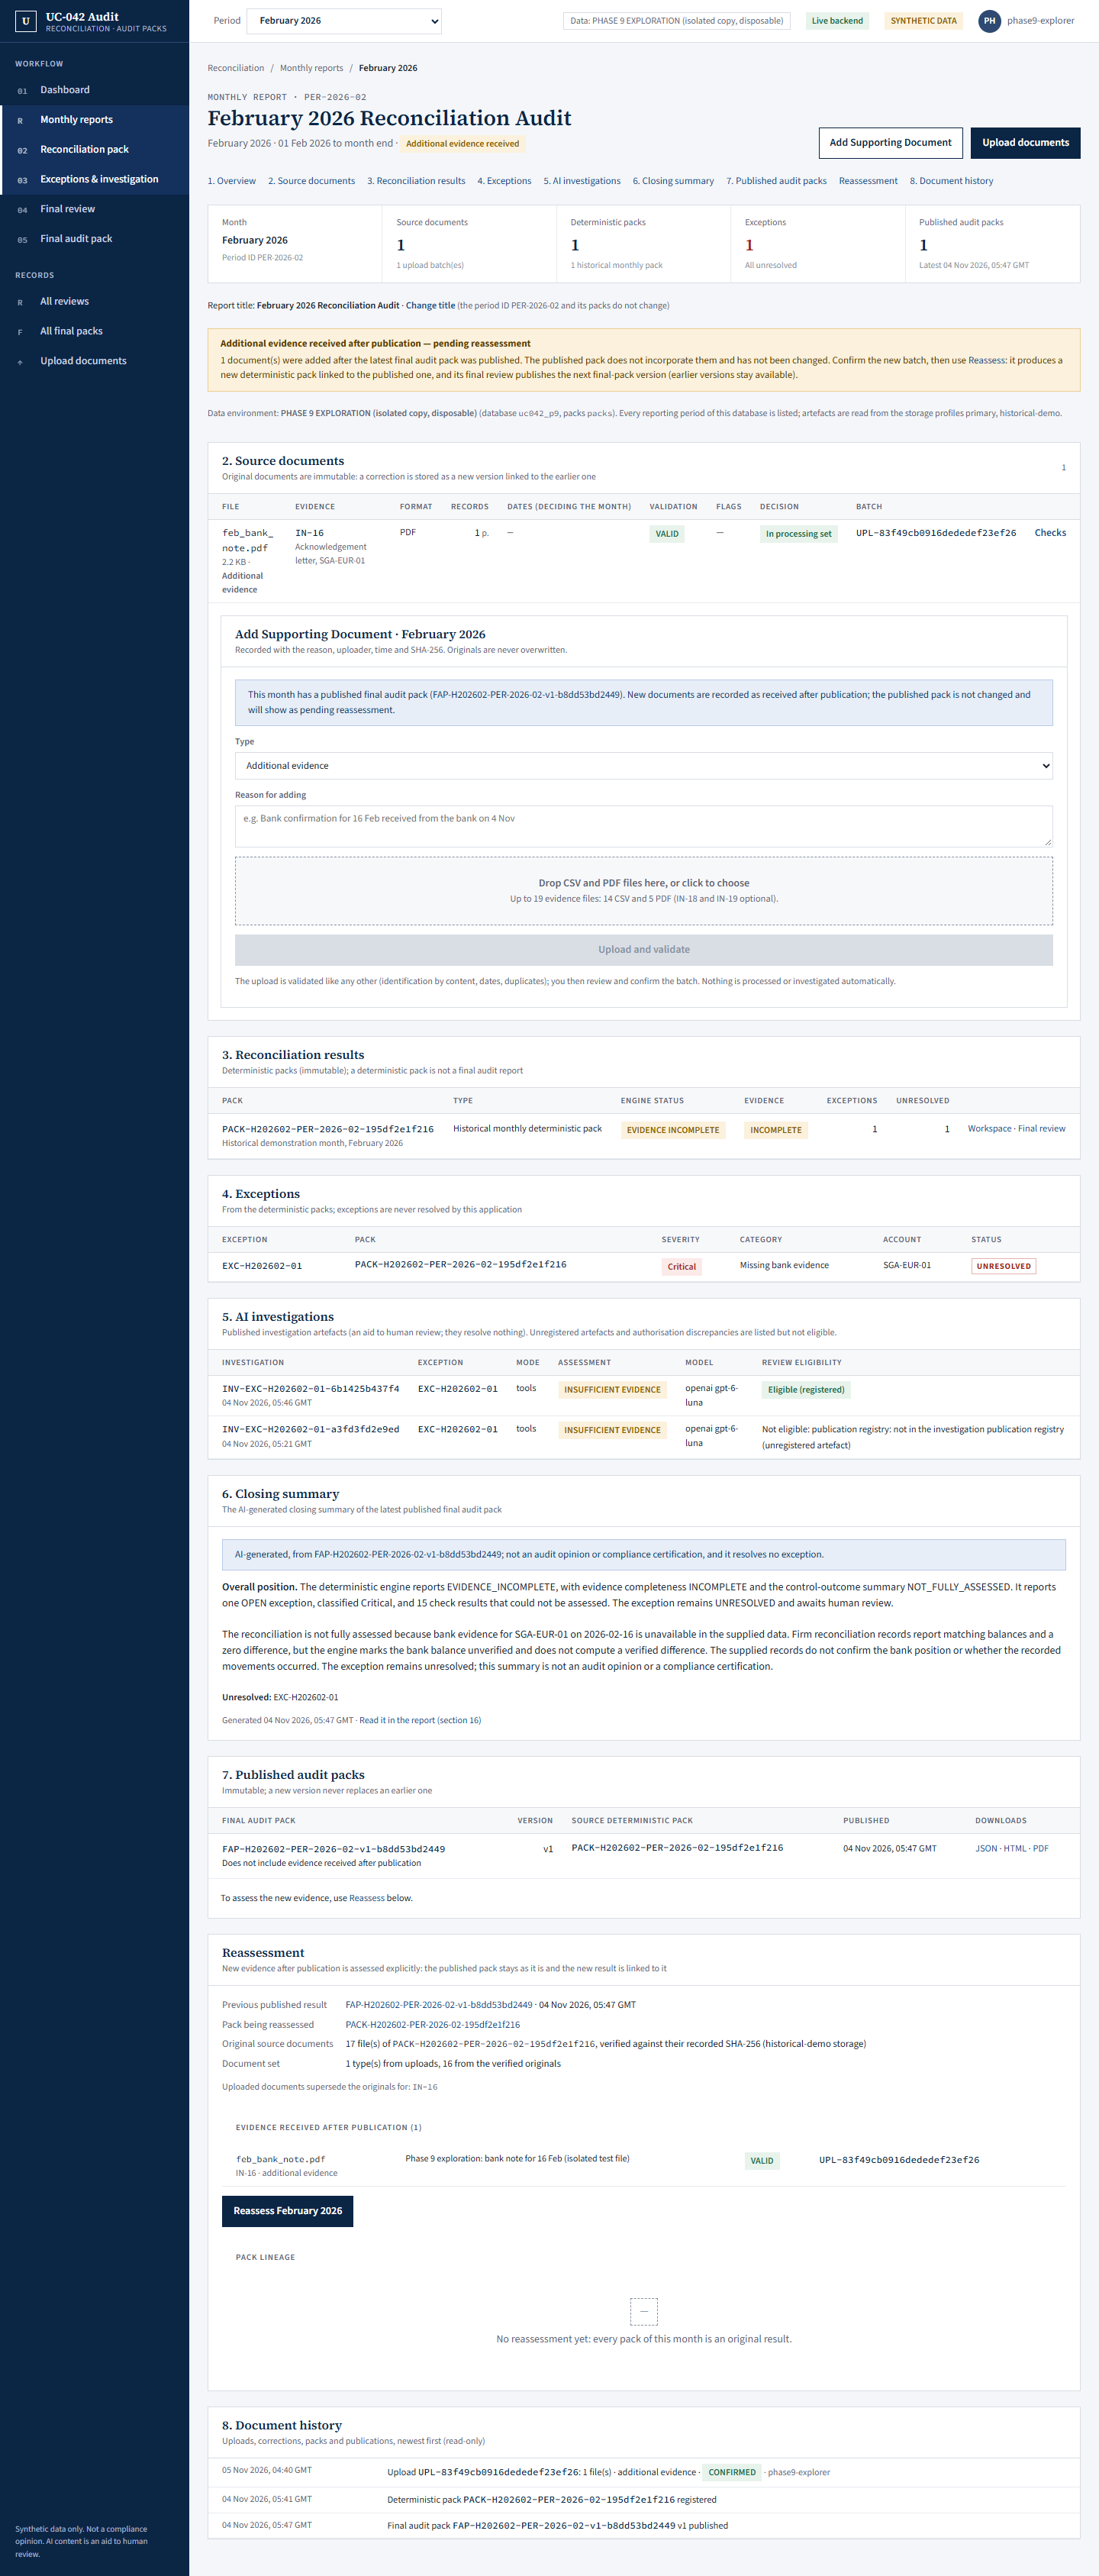 U
UC-042 Audit
RECONCILIATION · AUDIT PACKS
WORKFLOW
01 Dashboard
R Monthly reports
02 Reconciliation pack
03 Exceptions & investigation
04 Final review
05 Final audit pack
RECORDS
R All reviews
F All final packs
↑ Upload documents
Synthetic data only. Not a compliance
opinion. AI content is an aid to human
review.
Period February 2026
Data: PHASE 9 EXPLORATION (isolated copy, disposable)
Live backend
SYNTHETIC DATA
PH phase9-explorer
Reconciliation / Monthly reports / February 2026
MONTHLY REPORT · PER-2026-02
February 2026 Reconciliation Audit
February 2026 · 01 Feb 2026 to month end · Additional evidence received
Add Supporting Document
Upload documents
1. Overview 2. Source documents 3. Reconciliation results 4. Exceptions 5. AI investigations 6. Closing summary 7. Published audit packs Reassessment 8. Document history
Month
February 2026
Period ID PER-2026-02
Source documents
1
1 upload batch(es)
Deterministic packs
1
1 historical monthly pack
Exceptions
1
All unresolved
Published audit packs
1
Latest 04 Nov 2026, 05:47 GMT
Report title: February 2026 Reconciliation Audit · Change title (the period ID PER-2026-02 and its packs do not change)
Additional evidence received after publication — pending reassessment
1 document(s) were added after the latest final audit pack was published. The published pack does not incorporate them and has not been changed. Confirm the new batch, then use Reassess: it produces a
new deterministic pack linked to the published one, and its final review publishes the next final-pack version (earlier versions stay available).
Data environment: PHASE 9 EXPLORATION (isolated copy, disposable) (database uc042_p9, packs packs). Every reporting period of this database is listed; artefacts are read from the storage profiles primary, historical-demo.
2. Source documents
Original documents are immutable: a correction is stored as a new version linked to the earlier one
1
FILE EVIDENCE FORMAT RECORDS DATES (DECIDING THE MONTH) VALIDATION FLAGS DECISION BATCH
feb_bank_
note.pdf
2.2 KB ·
Additional
evidence
IN-16
Acknowledgement
letter, SGA-EUR-01
PDF
1 p.
—
VALID
—
In processing set
UPL-83f49cb0916dededef23ef26
Checks
Add Supporting Document · February 2026
Recorded with the reason, uploader, time and SHA-256. Originals are never overwritten.
This month has a published final audit pack (FAP-H202602-PER-2026-02-v1-b8dd53bd2449). New documents are recorded as received after publication; the published pack is not changed and
will show as pending reassessment.
Type
Additional evidence
Reason for adding
e.g. Bank confirmation for 16 Feb received from the bank on 4 Nov
Drop CSV and PDF files here, or click to choose
Up to 19 evidence files: 14 CSV and 5 PDF (IN-18 and IN-19 optional).
Upload and validate
The upload is validated like any other (identification by content, dates, duplicates); you then review and confirm the batch. Nothing is processed or investigated automatically.
3. Reconciliation results
Deterministic packs (immutable); a deterministic pack is not a final audit report
PACK TYPE ENGINE STATUS EVIDENCE EXCEPTIONS UNRESOLVED
PACK-H202602-PER-2026-02-195df2e1f216
Historical demonstration month, February 2026
Historical monthly deterministic pack
EVIDENCE INCOMPLETE
INCOMPLETE
1
1
Workspace · Final review
4. Exceptions
From the deterministic packs; exceptions are never resolved by this application
EXCEPTION PACK SEVERITY CATEGORY ACCOUNT STATUS
EXC-H202602-01 PACK-H202602-PER-2026-02-195df2e1f216 Critical Missing bank evidence SGA-EUR-01 UNRESOLVED
5. AI investigations
Published investigation artefacts (an aid to human review; they resolve nothing). Unregistered artefacts and authorisation discrepancies are listed but not eligible.
INVESTIGATION EXCEPTION MODE ASSESSMENT MODEL REVIEW ELIGIBILITY
INV-EXC-H202602-01-6b1425b437f4
04 Nov 2026, 05:46 GMT
EXC-H202602-01
tools
INSUFFICIENT EVIDENCE
openai gpt-6-
luna
Eligible (registered)
INV-EXC-H202602-01-a3fd3fd2e9ed
04 Nov 2026, 05:21 GMT
EXC-H202602-01
tools
INSUFFICIENT EVIDENCE
openai gpt-6-
luna
Not eligible: publication registry: not in the investigation publication registry
(unregistered artefact)
6. Closing summary
The AI-generated closing summary of the latest published final audit pack
AI-generated, from FAP-H202602-PER-2026-02-v1-b8dd53bd2449; not an audit opinion or compliance certification, and it resolves no exception.
Overall position. The deterministic engine reports EVIDENCE_INCOMPLETE, with evidence completeness INCOMPLETE and the control-outcome summary NOT_FULLY_ASSESSED. It reports
one OPEN exception, classified Critical, and 15 check results that could not be assessed. The exception remains UNRESOLVED and awaits human review.
The reconciliation is not fully assessed because bank evidence for SGA-EUR-01 on 2026-02-16 is unavailable in the supplied data. Firm reconciliation records report matching balances and a
zero difference, but the engine marks the bank balance unverified and does not compute a verified difference. The supplied records do not confirm the bank position or whether the recorded
movements occurred. The exception remains unresolved; this summary is not an audit opinion or a compliance certification.
Unresolved: EXC-H202602-01
Generated 04 Nov 2026, 05:47 GMT · Read it in the report (section 16)
7. Published audit packs
Immutable; a new version never replaces an earlier one
FINAL AUDIT PACK VERSION SOURCE DETERMINISTIC PACK PUBLISHED DOWNLOADS
FAP-H202602-PER-2026-02-v1-b8dd53bd2449
Does not include evidence received after publication
v1
PACK-H202602-PER-2026-02-195df2e1f216
04 Nov 2026, 05:47 GMT
JSON · HTML · PDF
To assess the new evidence, use Reassess below.
Reassessment
New evidence after publication is assessed explicitly: the published pack stays as it is and the new result is linked to it
Previous published result FAP-H202602-PER-2026-02-v1-b8dd53bd2449 · 04 Nov 2026, 05:47 GMT
Pack being reassessed PACK-H202602-PER-2026-02-195df2e1f216
Original source documents 17 file(s) of PACK-H202602-PER-2026-02-195df2e1f216, verified against their recorded SHA-256 (historical-demo storage)
Document set 1 type(s) from uploads, 16 from the verified originals
Uploaded documents supersede the originals for: IN-16
EVIDENCE RECEIVED AFTER PUBLICATION (1)
feb_bank_note.pdf
IN-16 · additional evidence
Phase 9 exploration: bank note for 16 Feb (isolated test file)
VALID
UPL-83f49cb0916dededef23ef26
Reassess February 2026
PACK LINEAGE
—
No reassessment yet: every pack of this month is an original result.
8. Document history
Uploads, corrections, packs and publications, newest first (read-only)
05 Nov 2026, 04:40 GMT Upload UPL-83f49cb0916dededef23ef26: 1 file(s) · additional evidence · CONFIRMED · phase9-explorer
04 Nov 2026, 05:41 GMT Deterministic pack PACK-H202602-PER-2026-02-195df2e1f216 registered
04 Nov 2026, 05:47 GMT Final audit pack FAP-H202602-PER-2026-02-v1-b8dd53bd2449 v1 published